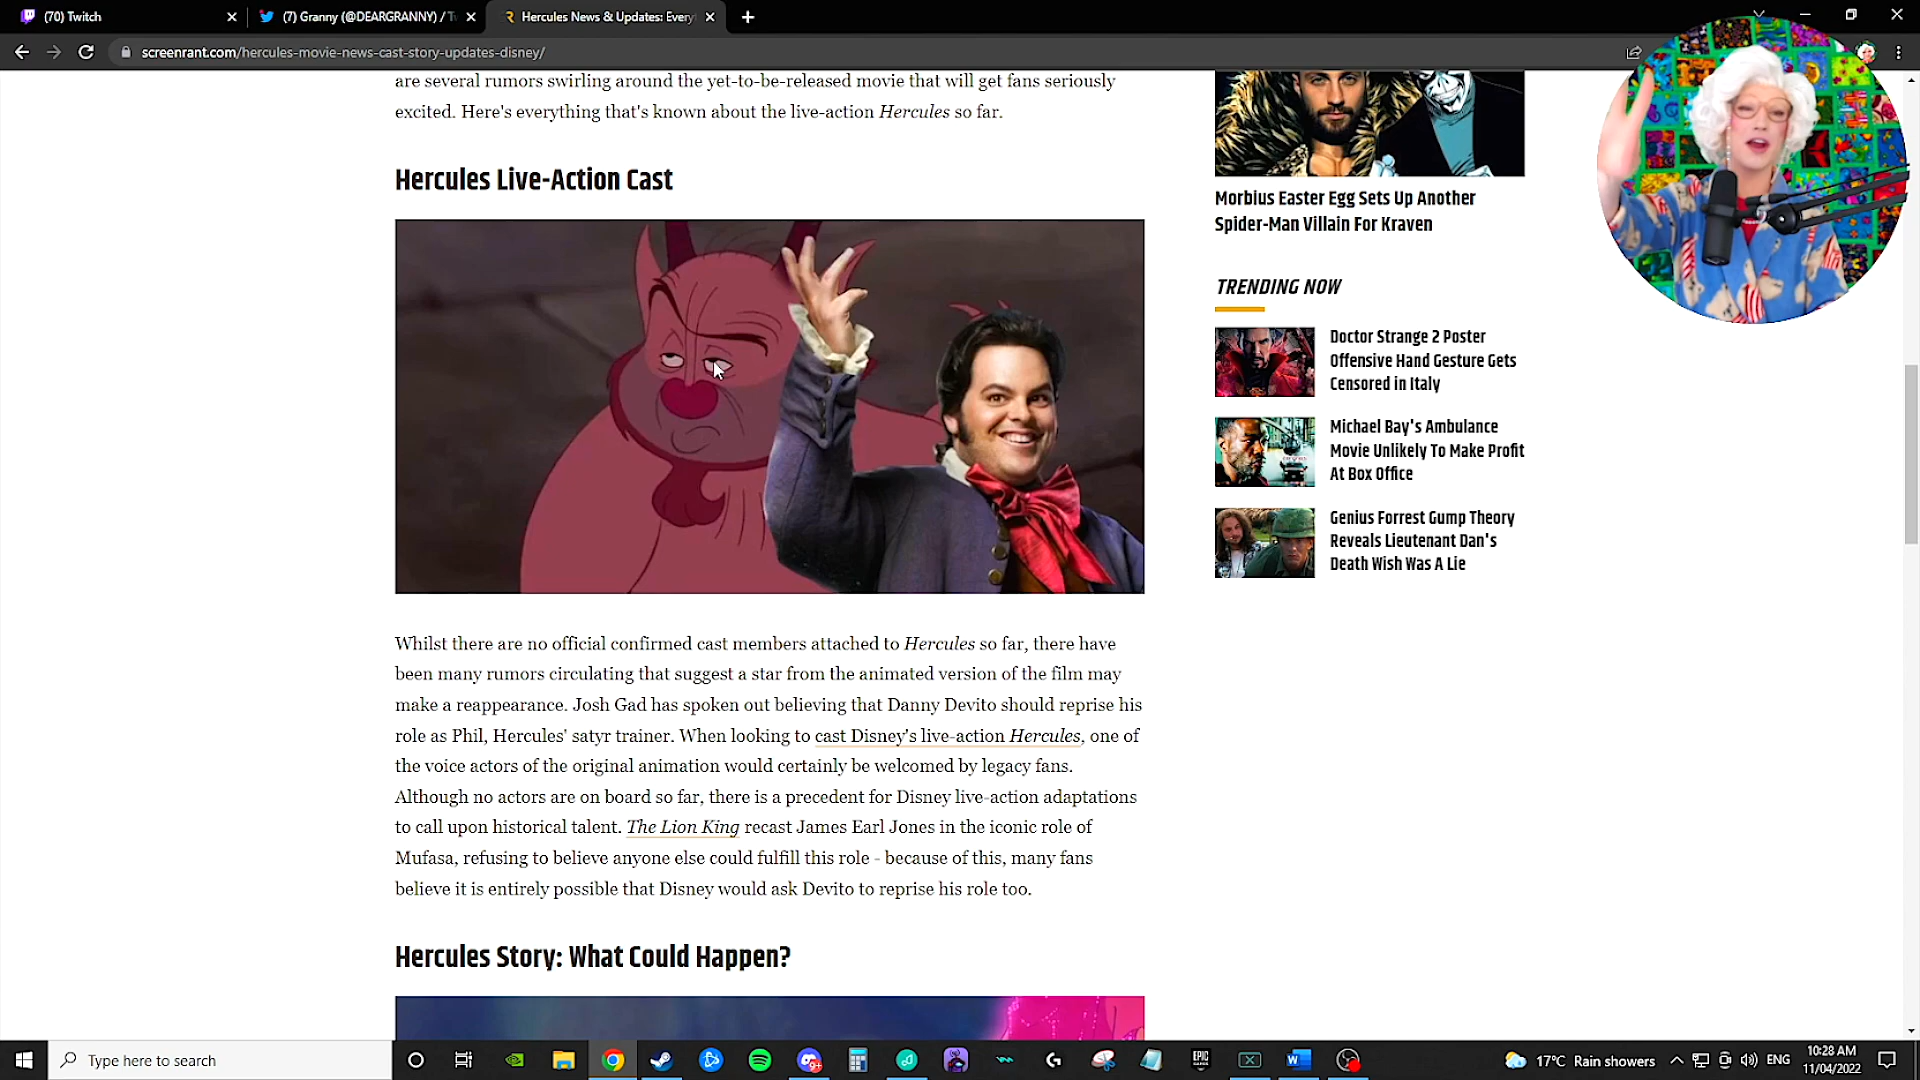 (70) Twitch
(7) Granny (@DEARGRANNY) / Tw
Hercules News & Updates: Every
screenrant.com/hercules-movie-news-cast-story-updates-disney/
are several rumors swirling around the yet-to-be-released movie that will get fans seriously
excited. Here's everything that's known about the live-action Hercules so far.
Hercules Live-Action Cast
Whilst there are no official confirmed cast members attached to Hercules so far, there have
been many rumors circulating that suggest a star from the animated version of the film may
make a reappearance. Josh Gad has spoken out believing that Danny Devito should reprise his
role as Phil, Hercules' satyr trainer. When looking to cast Disney's live-action Hercules, one of
the voice actors of the original animation would certainly be welcomed by legacy fans.
Although no actors are on board so far, there is a precedent for Disney live-action adaptations
to call upon historical talent. The Lion King recast James Earl Jones in the iconic role of
Mufasa, refusing to believe anyone else could fulfill this role - because of this, many fans
believe it is entirely possible that Disney would ask Devito to reprise his role too.
Hercules Story: What Could Happen?
Morbius Easter Egg Sets Up Another
Spider-Man Villain For Kraven
TRENDING NOW
Doctor Strange 2 Poster
Offensive Hand Gesture Gets
Censored in Italy
Michael Bay's Ambulance
Movie Unlikely To Make Profit
At Box Office
Genius Forrest Gump Theory
Reveals Lieutenant Dan's
Death Wish Was A Lie
Type here to search
EPIC
17°C Rain showers
ENG
10:28 AM
11/04/2022